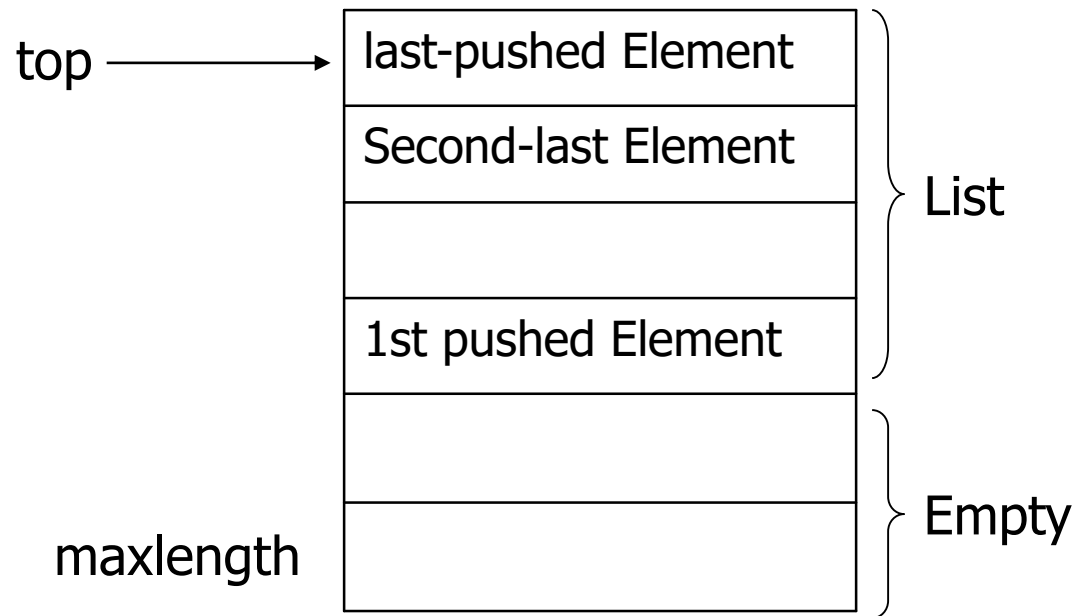 top
last-pushed Element
Second-last Element
List
1st pushed Element
Empty
maxlength